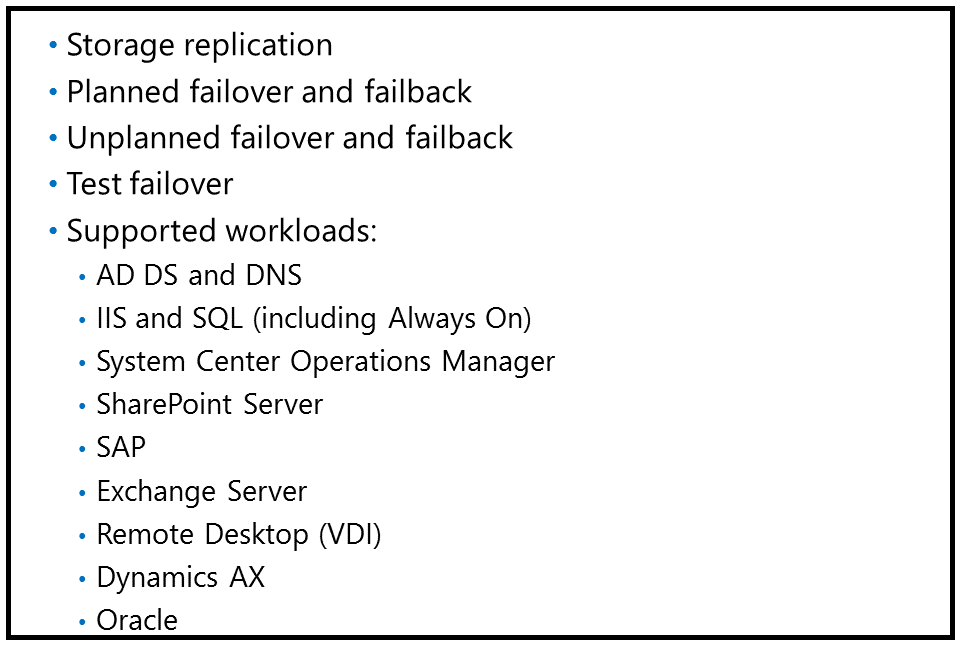 • Storage replication
• Planned failover and failback
• Unplanned failover and failback
• Test failover
• Supported workloads:
• AD DS and DNS
• IIS and SQL (including Always On)
• System Center Operations Manager
• SharePoint Server
• SAP
• Exchange Server
• Remote Desktop (VDI)
• Dynamics AX
• Oracle